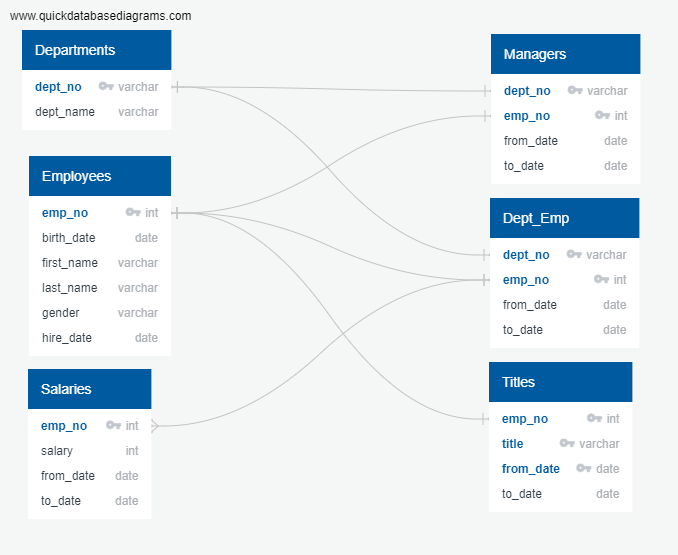 www.quickdatabasediagrams.com
Departments
dept_no varchar
dept_name varchar
Employees
emp_no int
birth_date date
first_name varchar
last_name varchar
gender varchar
hire_date date
Salaries
emp_no int
salary int
from_date date
to_date date
Managers
dept_no varchar
emp_no int
from_date date
to_date date
Dept_Emp
dept_no varchar
emp_no int
from_date date
to_date date
Titles
emp_no int
title varchar
from_date date
to_date date